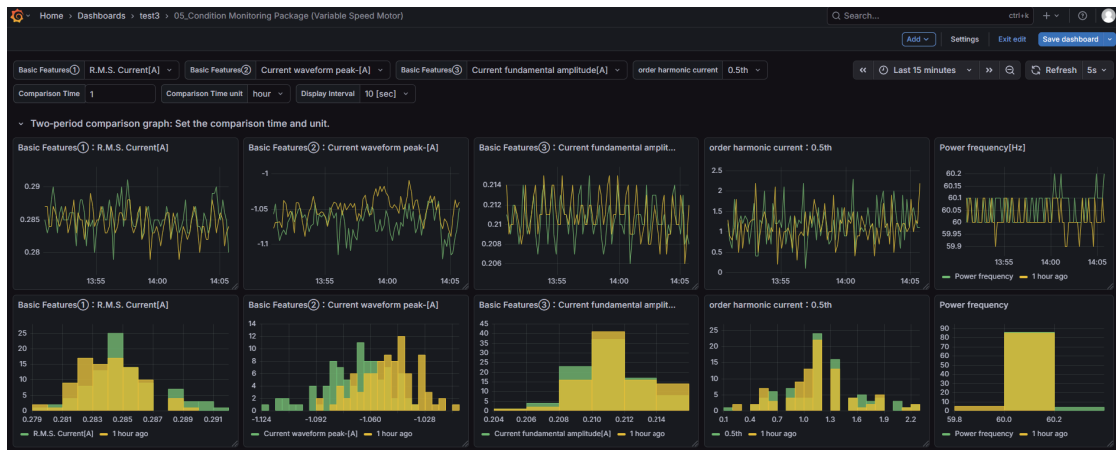 Home › Dashboards › test3 › 05_Condition Monitoring Package (Variable Speed Motor)
Search... ctrl+k
Add Settings Exit edit Save dashboard
Basic Features① R.M.S. Current[A] Basic Features② Current waveform peak-[A] Basic Features③ Current fundamental amplitude[A] order harmonic current 0.5th Last 15 minutes Refresh 5s
Comparison Time 1 Comparison Time unit hour Display Interval 10 [sec]
Two-period comparison graph: Set the comparison time and unit.
Basic Features①：R.M.S. Current[A]
0.29
0.285
0.28
13:55 14:00 14:05
Basic Features②：Current waveform peak-[A]
-1
-1.05
-1.1
13:55 14:00 14:05
Basic Features③：Current fundamental amplit...
0.214
0.212
0.21
0.208
0.206
13:55 14:00 14:05
order harmonic current：0.5th
2.5
2
1.5
1
0.5
0
13:55 14:00 14:05
Power frequency[Hz]
60.2
60.15
60.1
60.05
60
59.95
59.9
13:55 14:00 14:05
Power frequency 1 hour ago
Basic Features①：R.M.S. Current[A]
25
20
15
10
5
0
0.279 0.281 0.283 0.285 0.287 0.289 0.291
R.M.S. Current[A] 1 hour ago
Basic Features②：Current waveform peak-[A]
14
12
10
8
6
4
2
0
-1.124 -1.092 -1.060 -1.028
Current waveform peak-[A] 1 hour ago
Basic Features③：Current fundamental amplit...
45
40
35
30
25
20
15
10
5
0
0.204 0.206 0.208 0.210 0.212 0.214
Current fundamental amplitude[A] 1 hour ago
order harmonic current：0.5th
25
20
15
10
5
0
0.1 0.4 0.7 1.0 1.3 1.6 1.9 2.2
0.5th 1 hour ago
Power frequency
90
80
70
60
50
40
30
20
10
0
59.8 60.0 60.2
Power frequency 1 hour ago